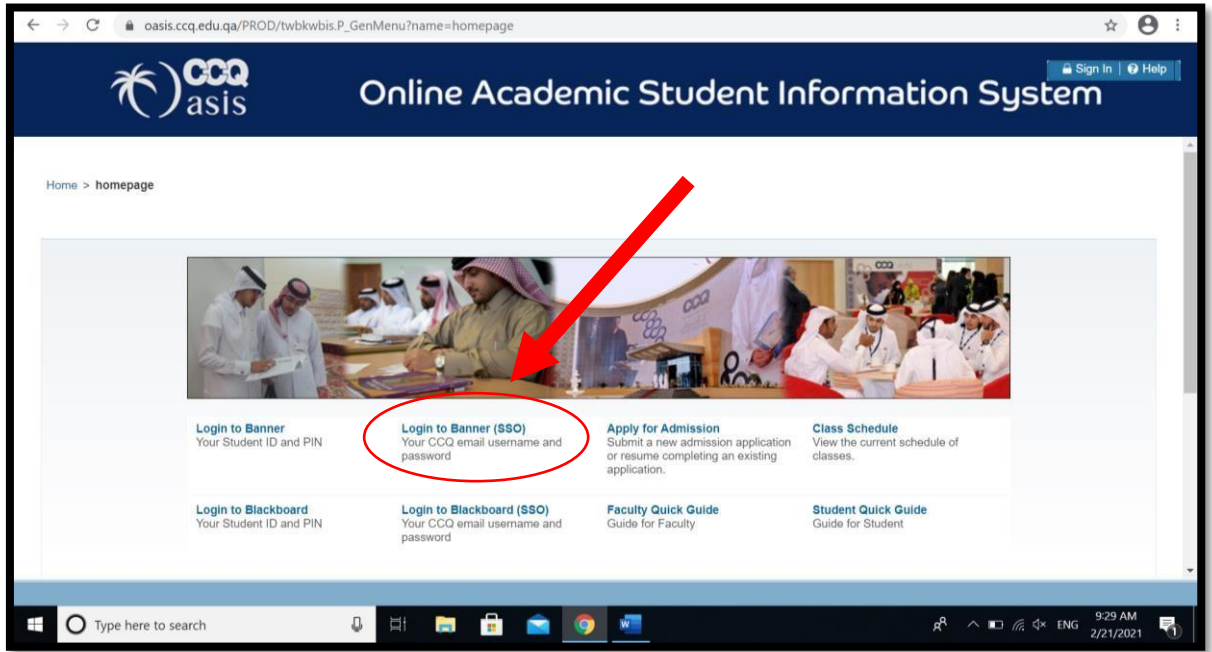 oasis.ccq.edu.qa/PROD/twbkwbis.P_GenMenu?name=homepage
CCQ
asis
Online Academic Student Information System
Sign In | Help
Home > homepage
CCQ
CCQ
Login to Banner
Your Student ID and PIN
Login to Banner (SSO)
Your CCQ email username and
password
Apply for Admission
Submit a new admission application
or resume completing an existing
application.
Class Schedule
View the current schedule of
classes.
Login to Blackboard
Your Student ID and PIN
Login to Blackboard (SSO)
Your CCQ email username and
password
Faculty Quick Guide
Guide for Faculty
Student Quick Guide
Guide for Student
Type here to search
ENG
9:29 AM
2/21/2021
1